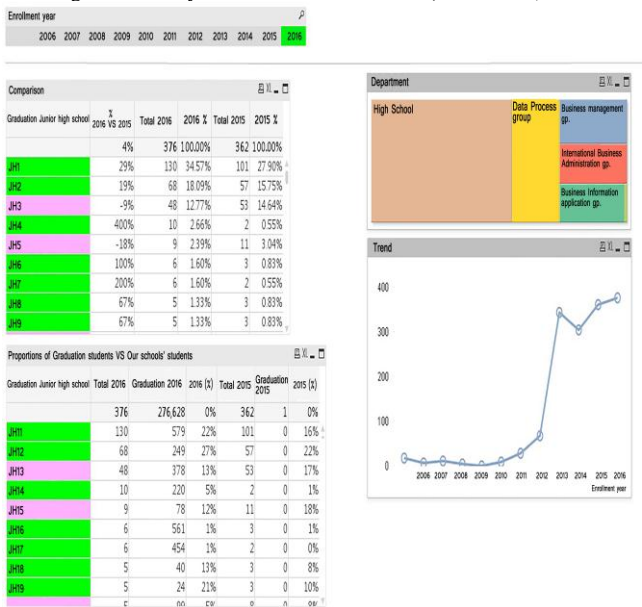 Enrollment year
2006 2007 2008 2009 2010 2011 2012 2013 2014 2015 2016
Comparison
Graduation Junior high school % 2016 VS 2015 Total 2016 2016 % Total 2015 2015 %
4% 376 100.00% 362 100.00%
JH1 29% 130 34.57% 101 27.90%
JH2 19% 68 18.09% 57 15.75%
JH3 -9% 48 12.77% 53 14.64%
JH4 400% 10 2.66% 2 0.55%
JH5 -18% 9 2.39% 11 3.04%
JH6 100% 6 1.60% 3 0.83%
JH7 200% 6 1.60% 2 0.55%
JH8 67% 5 1.33% 3 0.83%
JH9 67% 5 1.33% 3 0.83%
Proportions of Graduation students VS Our schools' students
Graduation Junior high school Total 2016 Graduation 2016 2016 (%) Total 2015 Graduation 2015 2015 (%)
376 276,628 0% 362 1 0%
JH11 130 579 22% 101 0 16%
JH12 68 249 27% 57 0 22%
JH13 48 378 13% 53 0 17%
JH14 10 220 5% 2 0 1%
JH15 9 78 12% 11 0 18%
JH16 6 561 1% 3 0 1%
JH17 6 454 1% 2 0 0%
JH18 5 40 13% 3 0 8%
JH19 5 24 21% 3 0 10%
Department
XL
High School
Data Process group
Business management gp.
International Business Administration gp.
Business Information application gp.
Trend
XL
400
300
200
100
0
2006 2007 2008 2009 2010 2011 2012 2013 2014 2015 2016
Enrollment year